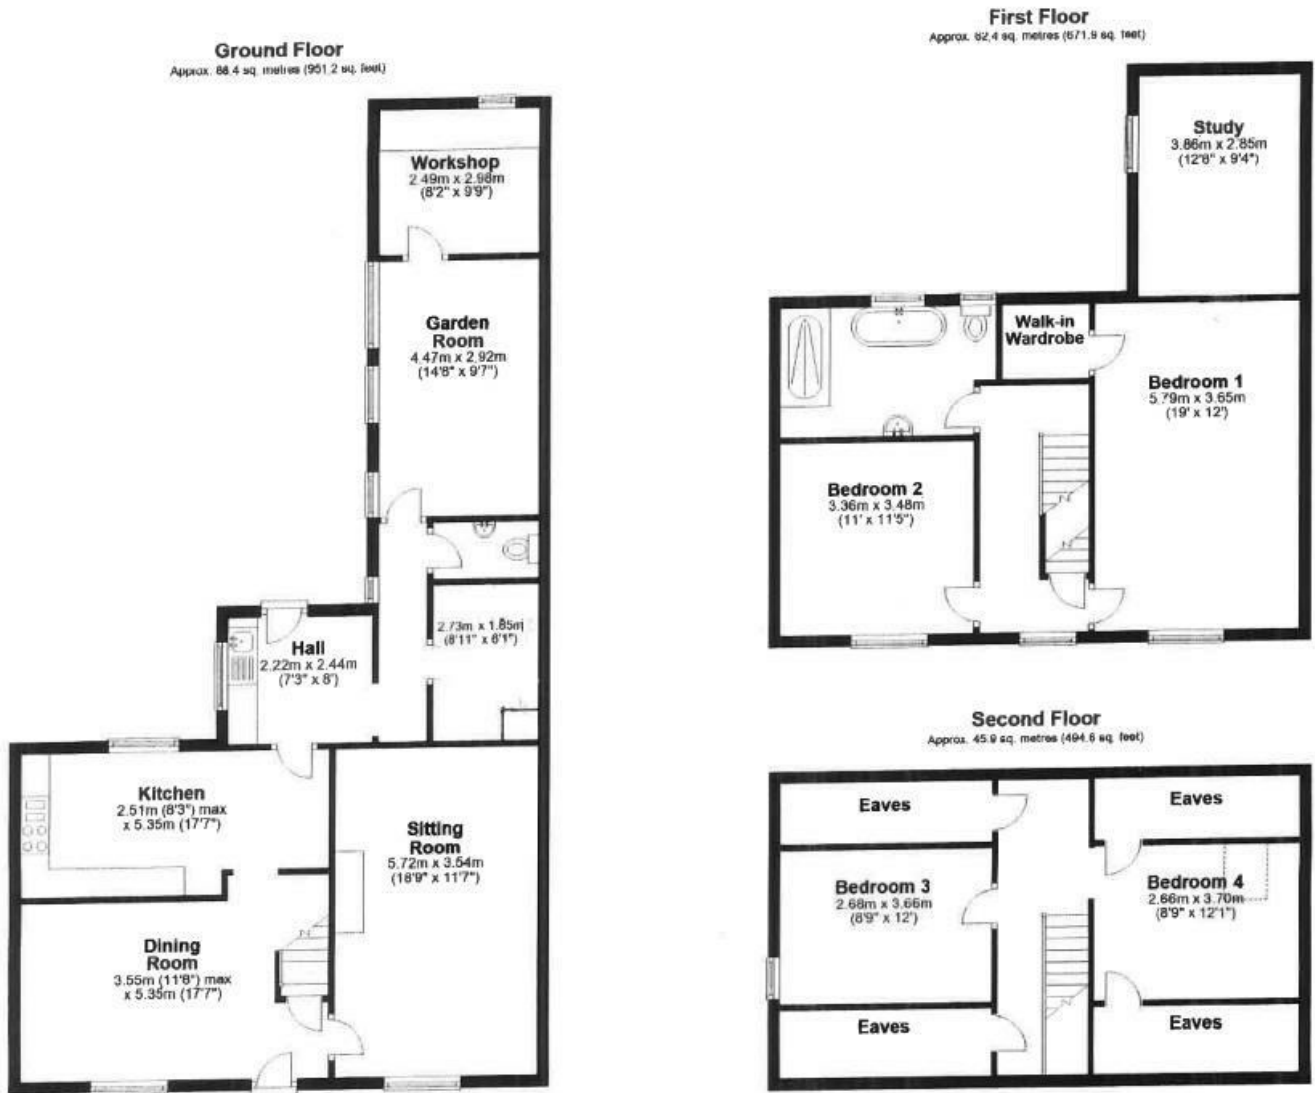 Ground Floor
Approx. 88.4 sq. metres (951.2 sq. feet)
Workshop
2.49m x 2.98m
(8'2" x 9'9")
Garden
Room
4.47m x 2.92m
(14'8" x 9'7")
2.73m x 1.85m
(8'11" x 6'1")
Hall
2.22m x 2.44m
(7'3" x 8')
Kitchen
2.51m (8'3") max
x 5.35m (17'7")
Sitting
Room
5.72m x 3.54m
(18'9" x 11'7")
Dining
Room
3.55m (11'8") max
x 5.35m (17'7")
First Floor
Approx. 62.4 sq. metres (671.9 sq. feet)
Study
3.86m x 2.85m
(12'8" x 9'4")
Walk-in
Wardrobe
Bedroom 1
5.79m x 3.65m
(19' x 12')
Bedroom 2
3.36m x 3.48m
(11' x 11'5")
Second Floor
Approx. 45.9 sq. metres (494.6 sq. feet)
Eaves
Eaves
Bedroom 3
2.68m x 3.66m
(8'9" x 12')
Bedroom 4
2.66m x 3.70m
(8'9" x 12'1")
Eaves
Eaves